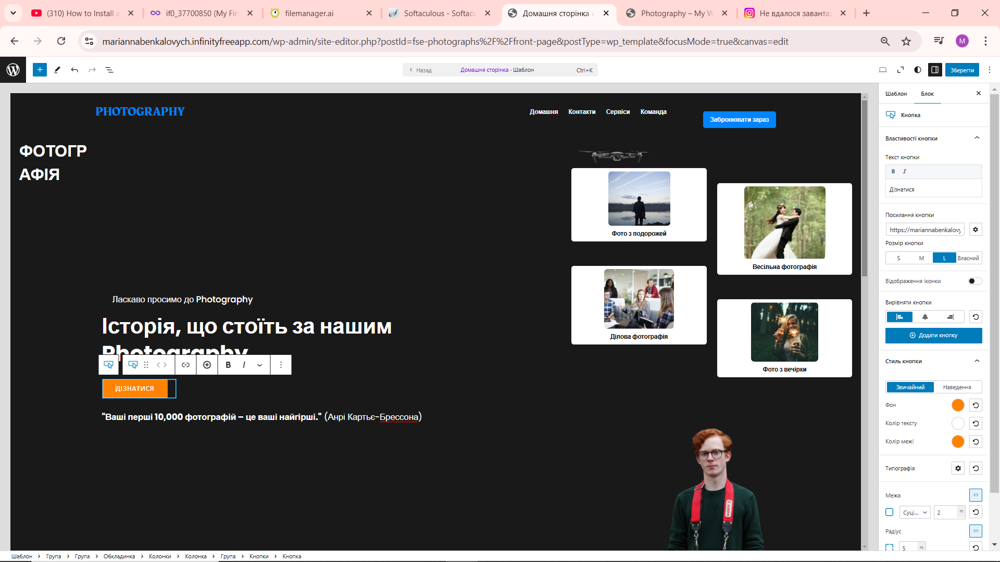 (310) How to Install a
if0_37700850 (My Firs
filemanager.ai
Softaculous - Softacu
Домашня сторінка ‹
Photography – My W
Не вдалося завантаж
mariannabenkalovych.infinityfreeapp.com/wp-admin/site-editor.php?postId=fse-photographs%2F%2Ffront-page&postType=wp_template&focusMode=true&canvas=edit
M
Назад
Домашня сторінка · Шаблон
Ctrl+K
Зберегти
PHOTOGRAPHY
Домашня
Контакти
Сервіси
Команда
Забронювати зараз
ФОТОГР
АФІЯ
Фото з подорожей
Весільна фотографія
Ділова фотографія
Фото з вечірки
Ласкаво просимо до Photography
Історія, що стоїть за нашим
Photography
B I
ДІЗНАТИСЯ
"Ваші перші 10,000 фотографій – це ваші найгірші." (Анрі Картьє-Брессона)
Canon
Шаблон
Блок
Кнопка
Властивості кнопки
Текст кнопки
B I
Дізнатися
Посилання кнопки
https://mariannabenkalovy
Розмір кнопки
S M L Власний
Відображення іконки
Вирівняти кнопки
Додати кнопку
Стиль кнопки
Звичайний
Наведення
Фон
Колір тексту
Колір межі
Типографія
Межа
Суці...
2
PX
Радіус
5
PX
Шаблон > Група > Група > Обкладинка > Колонки > Колонка > Група > Кнопки > Кнопка